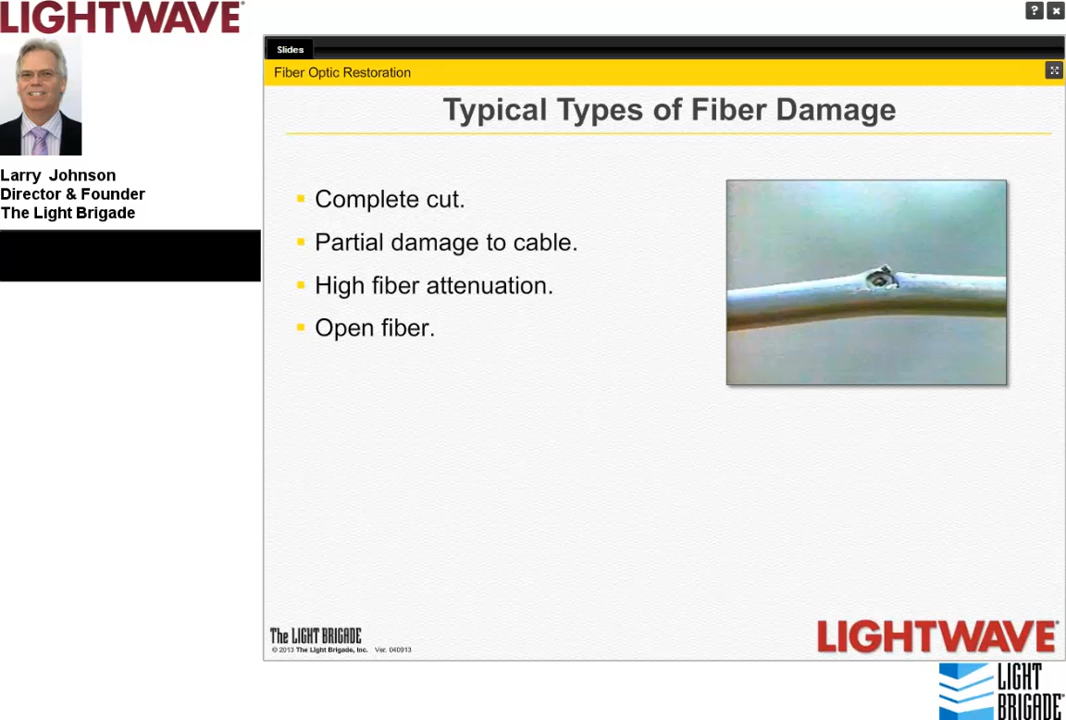 LIGHTWAVE
Larry Johnson
Director & Founder
The Light Brigade
Slides
Fiber Optic Restoration
Typical Types of Fiber Damage
Complete cut.
Partial damage to cable.
High fiber attenuation.
Open fiber.
The LIGHT BRIGADE
© 2013 The Light Brigade, Inc. Ver. 040913
LIGHTWAVE
LIGHT
BRIGADE